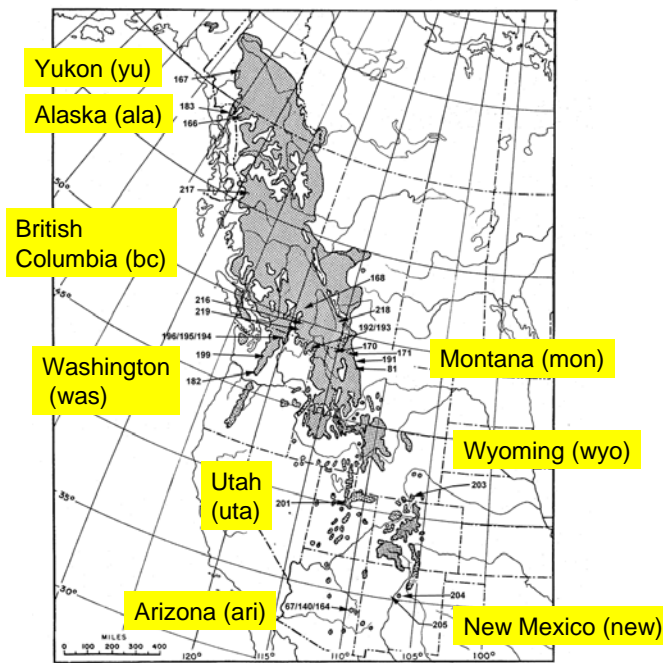 Yukon (yu)
167
183
Alaska (ala)
166
50°
217
British
Columbia (bc)
45°
168
216
219
218
192/193
196/195/194
170
171
199
191
Montana (mon)
81
Washington
(was)
182
40°
Wyoming (wyo)
Utah
(uta)
203
201
35°
Arizona (ari)
67/140/164
204
205
New Mexico (new)
30°
MILES
0 100 200 300 400
120°
115°
110°
105°
100°